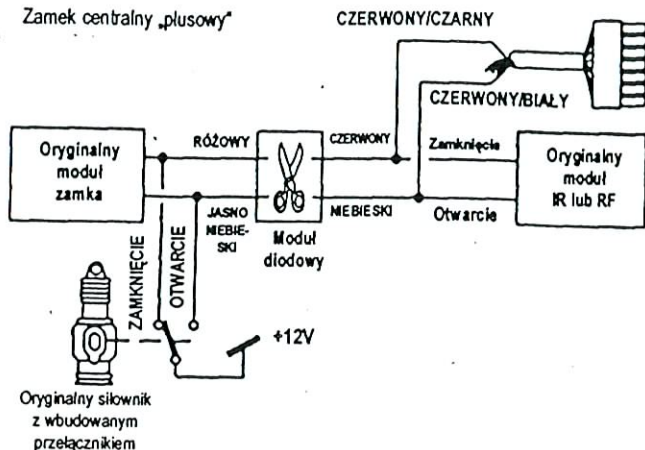 Zamek centralny „plusowy"
CZERWONY/CZARNY
CZERWONY/BIAŁY
Oryginalny
moduł
zamka
RÓŻOWY
CZERWONY
Zamknięcie
Oryginalny
moduł
IR lub RF
JASNO
NIEBIE-
SKI
NIEBIESKI
Otwarcie
Moduł
diodowy
ZAMKNIĘCIE
OTWARCIE
+12V
Oryginalny siłownik
z wbudowanym
przełącznikiem